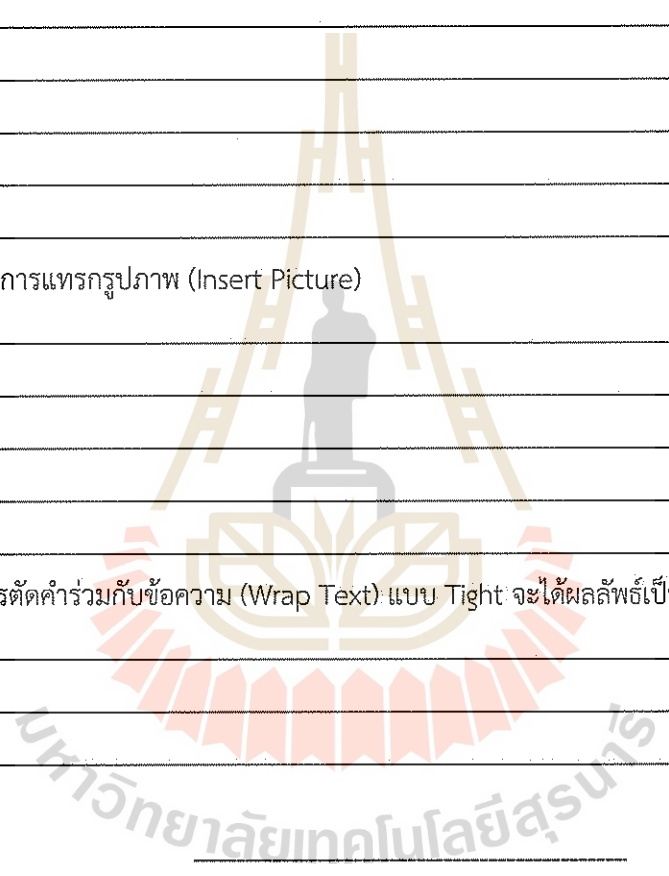 การแทรกรูปภาพ (Insert Picture)
รตัดคำร่วมกับข้อความ (Wrap Text) แบบ Tight จะได้ผลลัพธ์เป็
มหาวิทยาลัยเทคโนโลยีสุรนารี